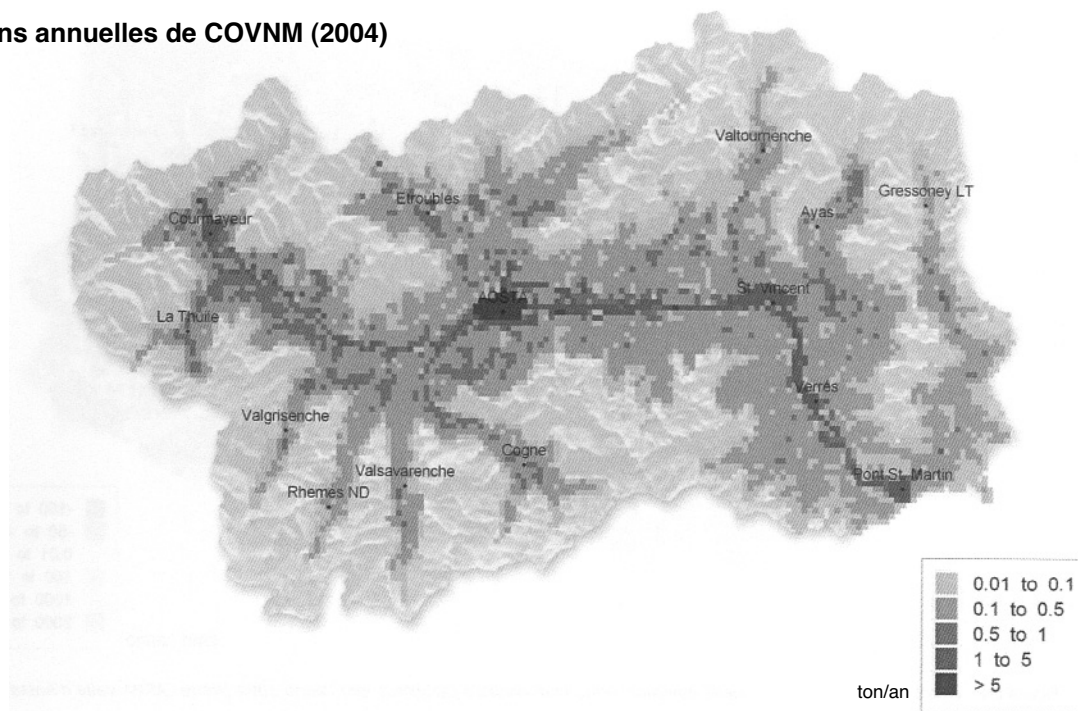 ns annuelles de COVNM (2004)
Valtournenche
Etroubles
Gressoney LT
Courmayeur
Ayas
AOSTA
St. Vincent
La Thuile
Verrés
Valgrisenche
Cogne
Valsavarenche
Pont St. Martin
Rhemes ND
0.01 to 0.1
0.1 to 0.5
0.5 to 1
1 to 5
> 5
ton/an